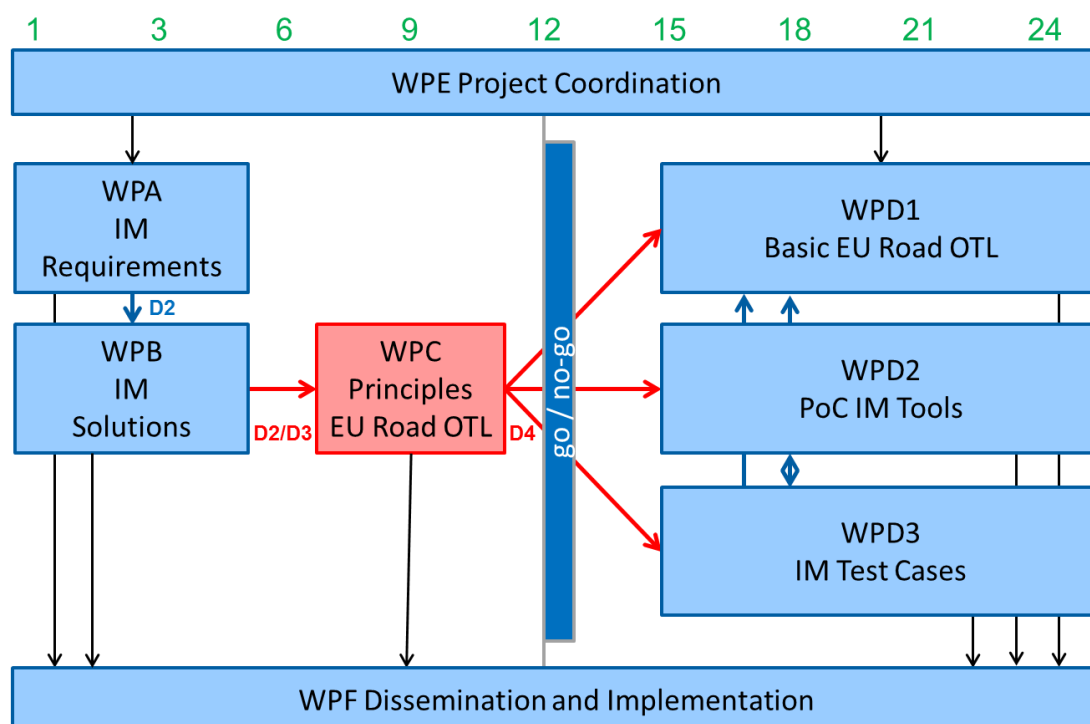 1 3 6 9 12 15 18 21 24
WPE Project Coordination
WPA
IM
Requirements
D2
WPB
IM
Solutions
D2/D3
WPC
Principles
EU Road OTL
D4
go / no-go
WPD1
Basic EU Road OTL
WPD2
PoC IM Tools
WPD3
IM Test Cases
WPF Dissemination and Implementation